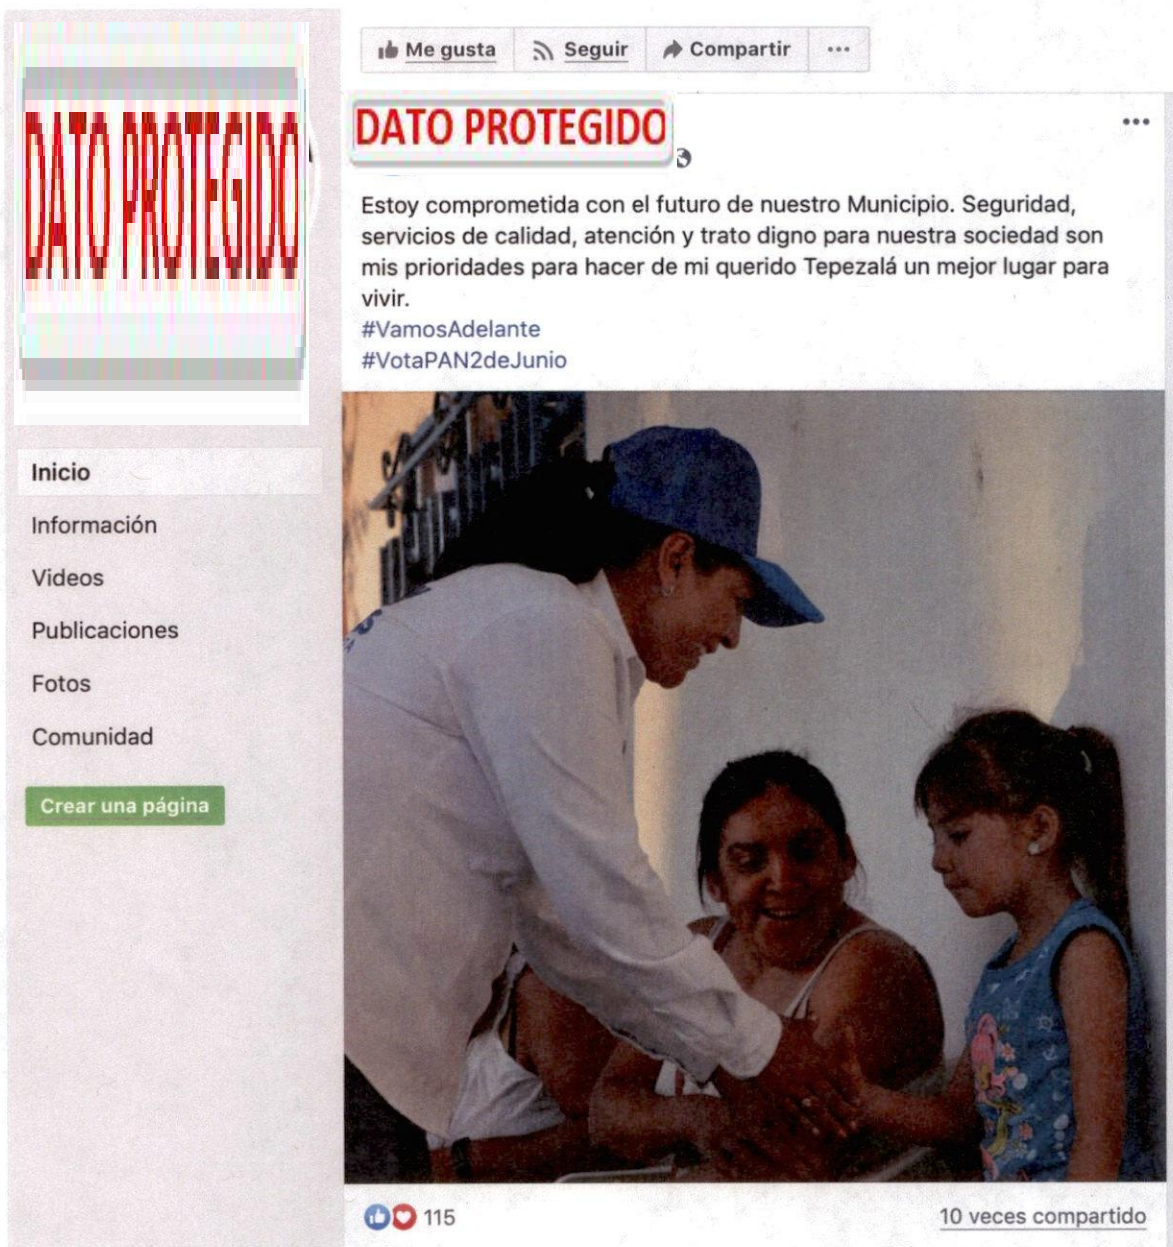 Me gusta
Seguir
Compartir
DATO PROTEGIDO
DATO PROTEGIDO
Estoy comprometida con el futuro de nuestro Municipio. Seguridad,
servicios de calidad, atención y trato digno para nuestra sociedad son
mis prioridades para hacer de mi querido Tepezalá un mejor lugar para
vivir.
#VamosAdelante
#VotaPAN2deJunio
Inicio
Información
Videos
Publicaciones
Fotos
Comunidad
Crear una página
115
10 veces compartido